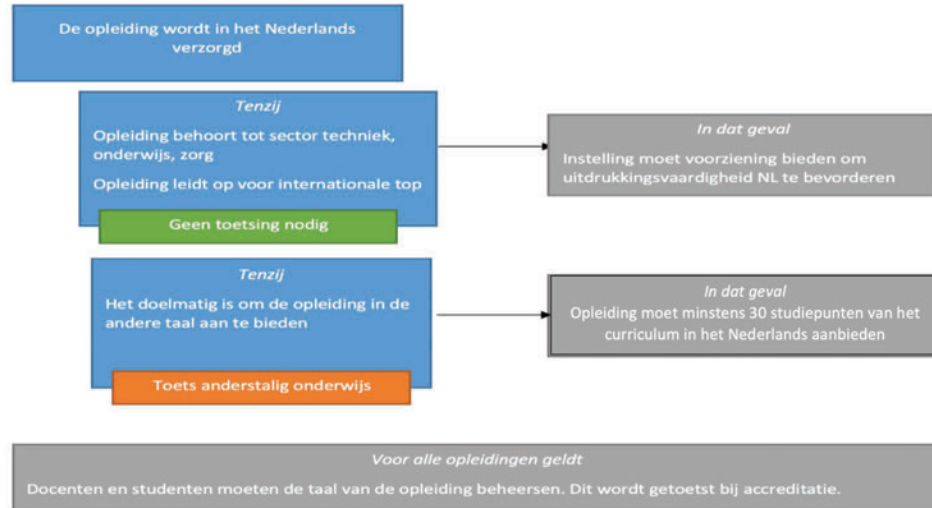 De opleiding wordt in het Nederlands
verzorgd
Tenzij
Opleiding behoort tot sector techniek,
onderwijs, zorg
Opleiding leidt op voor internationale top
Geen toetsing nodig
In dat geval
Instelling moet voorziening bieden om
uitdrukkingsvaardigheid NL te bevorderen
Tenzij
Het doelmatig is om de opleiding in de
andere taal aan te bieden
Toets anderstalig onderwijs
In dat geval
Opleiding moet minstens 30 studiepunten van het
curriculum in het Nederlands aanbieden
Voor alle opleidingen geldt
Docenten en studenten moeten de taal van de opleiding beheersen. Dit wordt getoetst bij accreditatie.